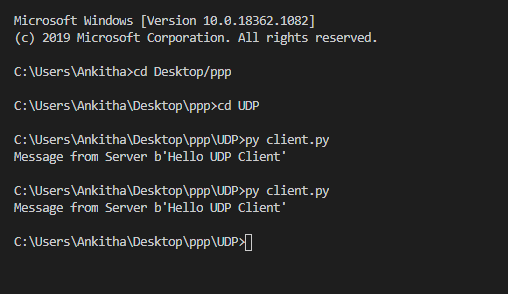 Microsoft Windows [Version 10.0.18362.1082]
(c) 2019 Microsoft Corporation. All rights reserved.
C:\Users\Ankitha>cd Desktop/ppp
C:\Users\Ankitha\Desktop\ppp>cd UDP
C:\Users\Ankitha\Desktop\ppp\UDP>py client.py
Message from Server b'Hello UDP Client'
C:\Users\Ankitha\Desktop\ppp\UDP>py client.py
Message from Server b'Hello UDP Client'
C:\Users\Ankitha\Desktop\ppp\UDP>